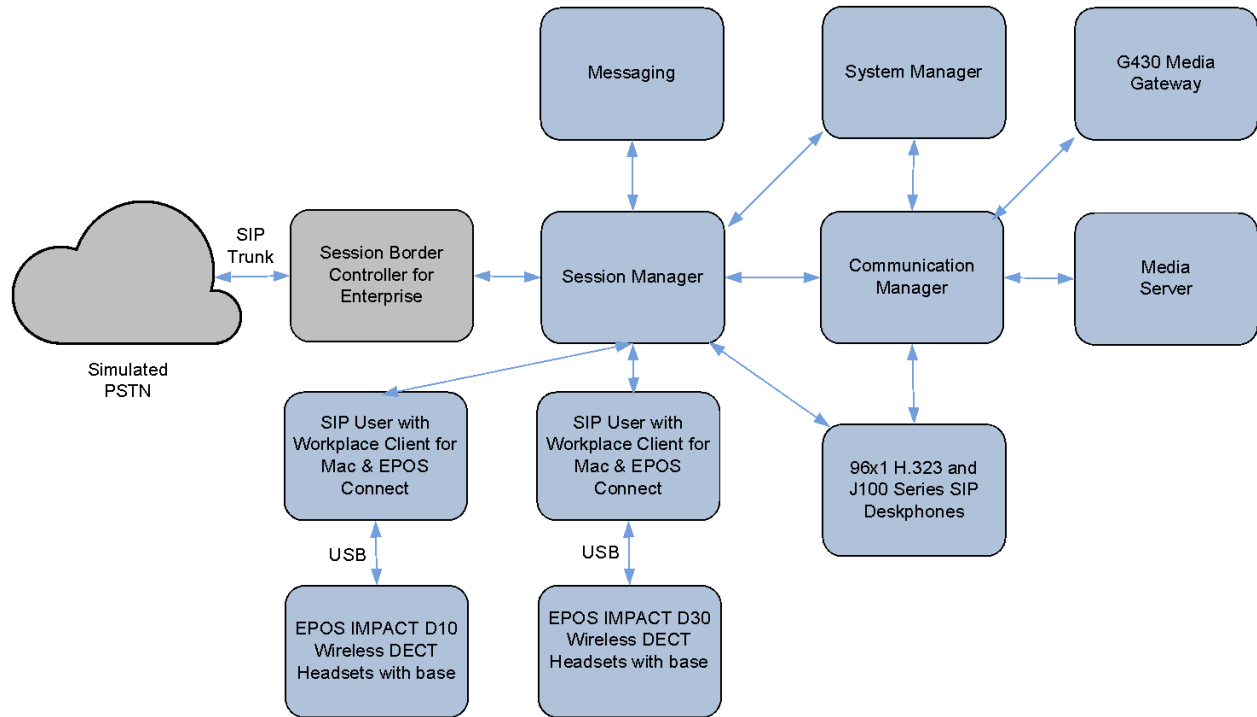 Messaging
System Manager
G430 Media
Gateway
SIP
Trunk
Session Border
Controller for
Enterprise
Session Manager
Communication
Manager
Media
Server
Simulated
PSTN
SIP User with
Workplace Client for
Mac & EPOS
Connect
SIP User with
Workplace Client for
Mac & EPOS
Connect
96x1 H.323 and
J100 Series SIP
Deskphones
USB
USB
EPOS IMPACT D10
Wireless DECT
Headsets with base
EPOS IMPACT D30
Wireless DECT
Headsets with base